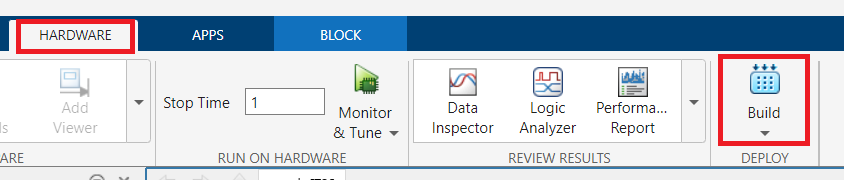 HARDWARE
APPS
BLOCK
Add
Viewer
Stop Time
1
Monitor
& Tune
Data
Inspector
Logic
Analyzer
Performa...
Report
Build
ARE
RUN ON HARDWARE
REVIEW RESULTS
DEPLOY